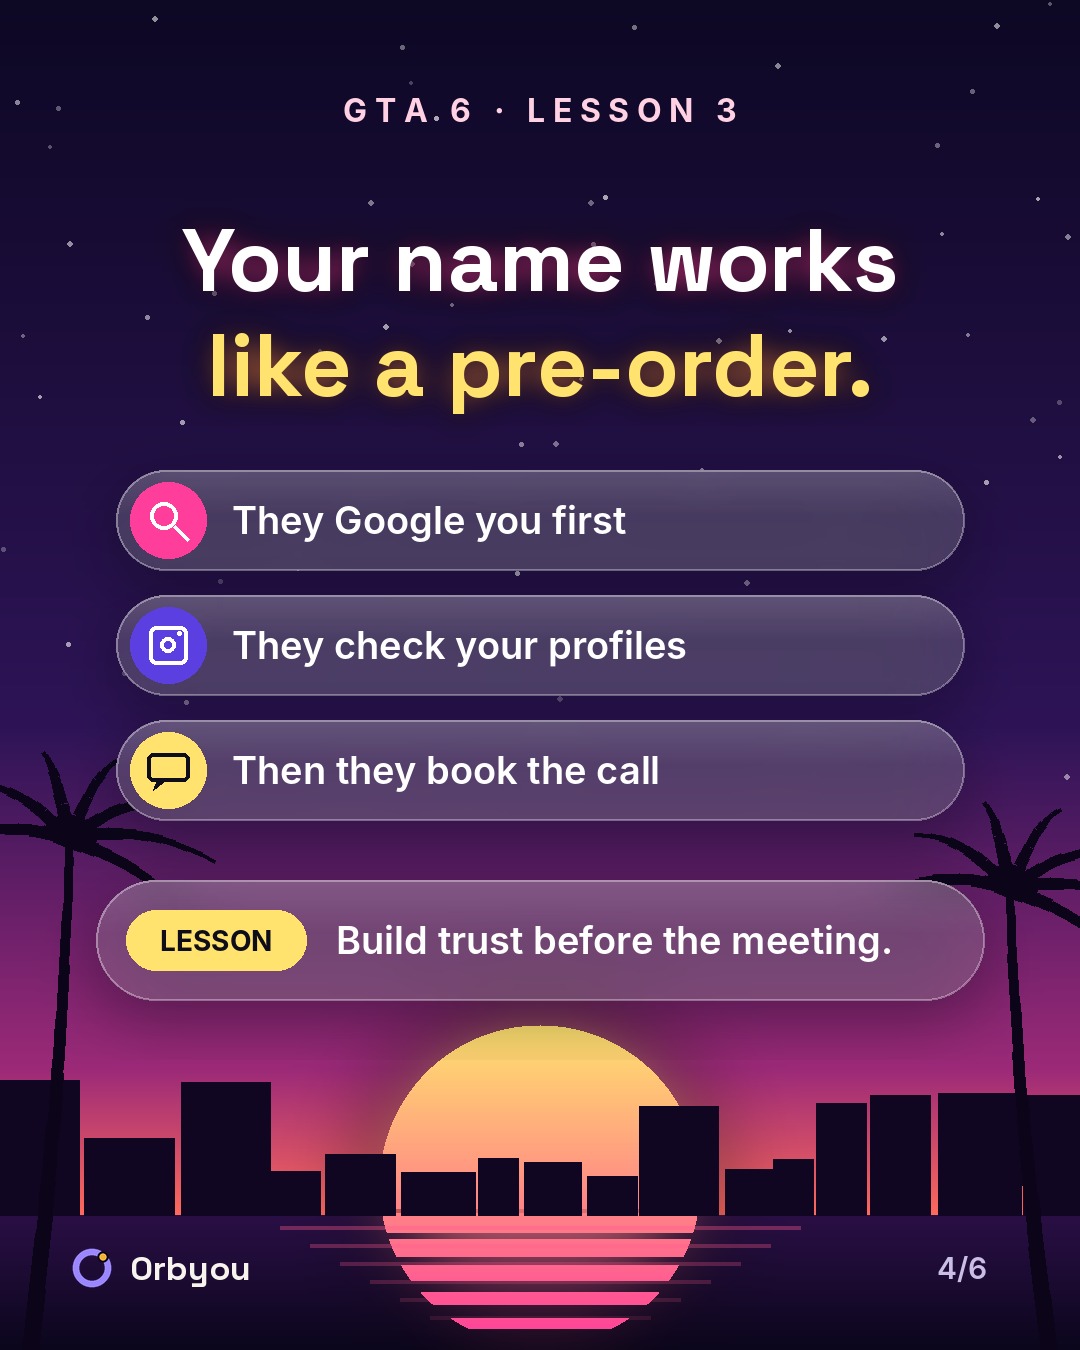 GTA 6 · LESSON 3
Your name works
like a pre-order.
They Google you first
They check your profiles
Then they book the call
LESSON Build trust before the meeting.
Orbyou
4/6